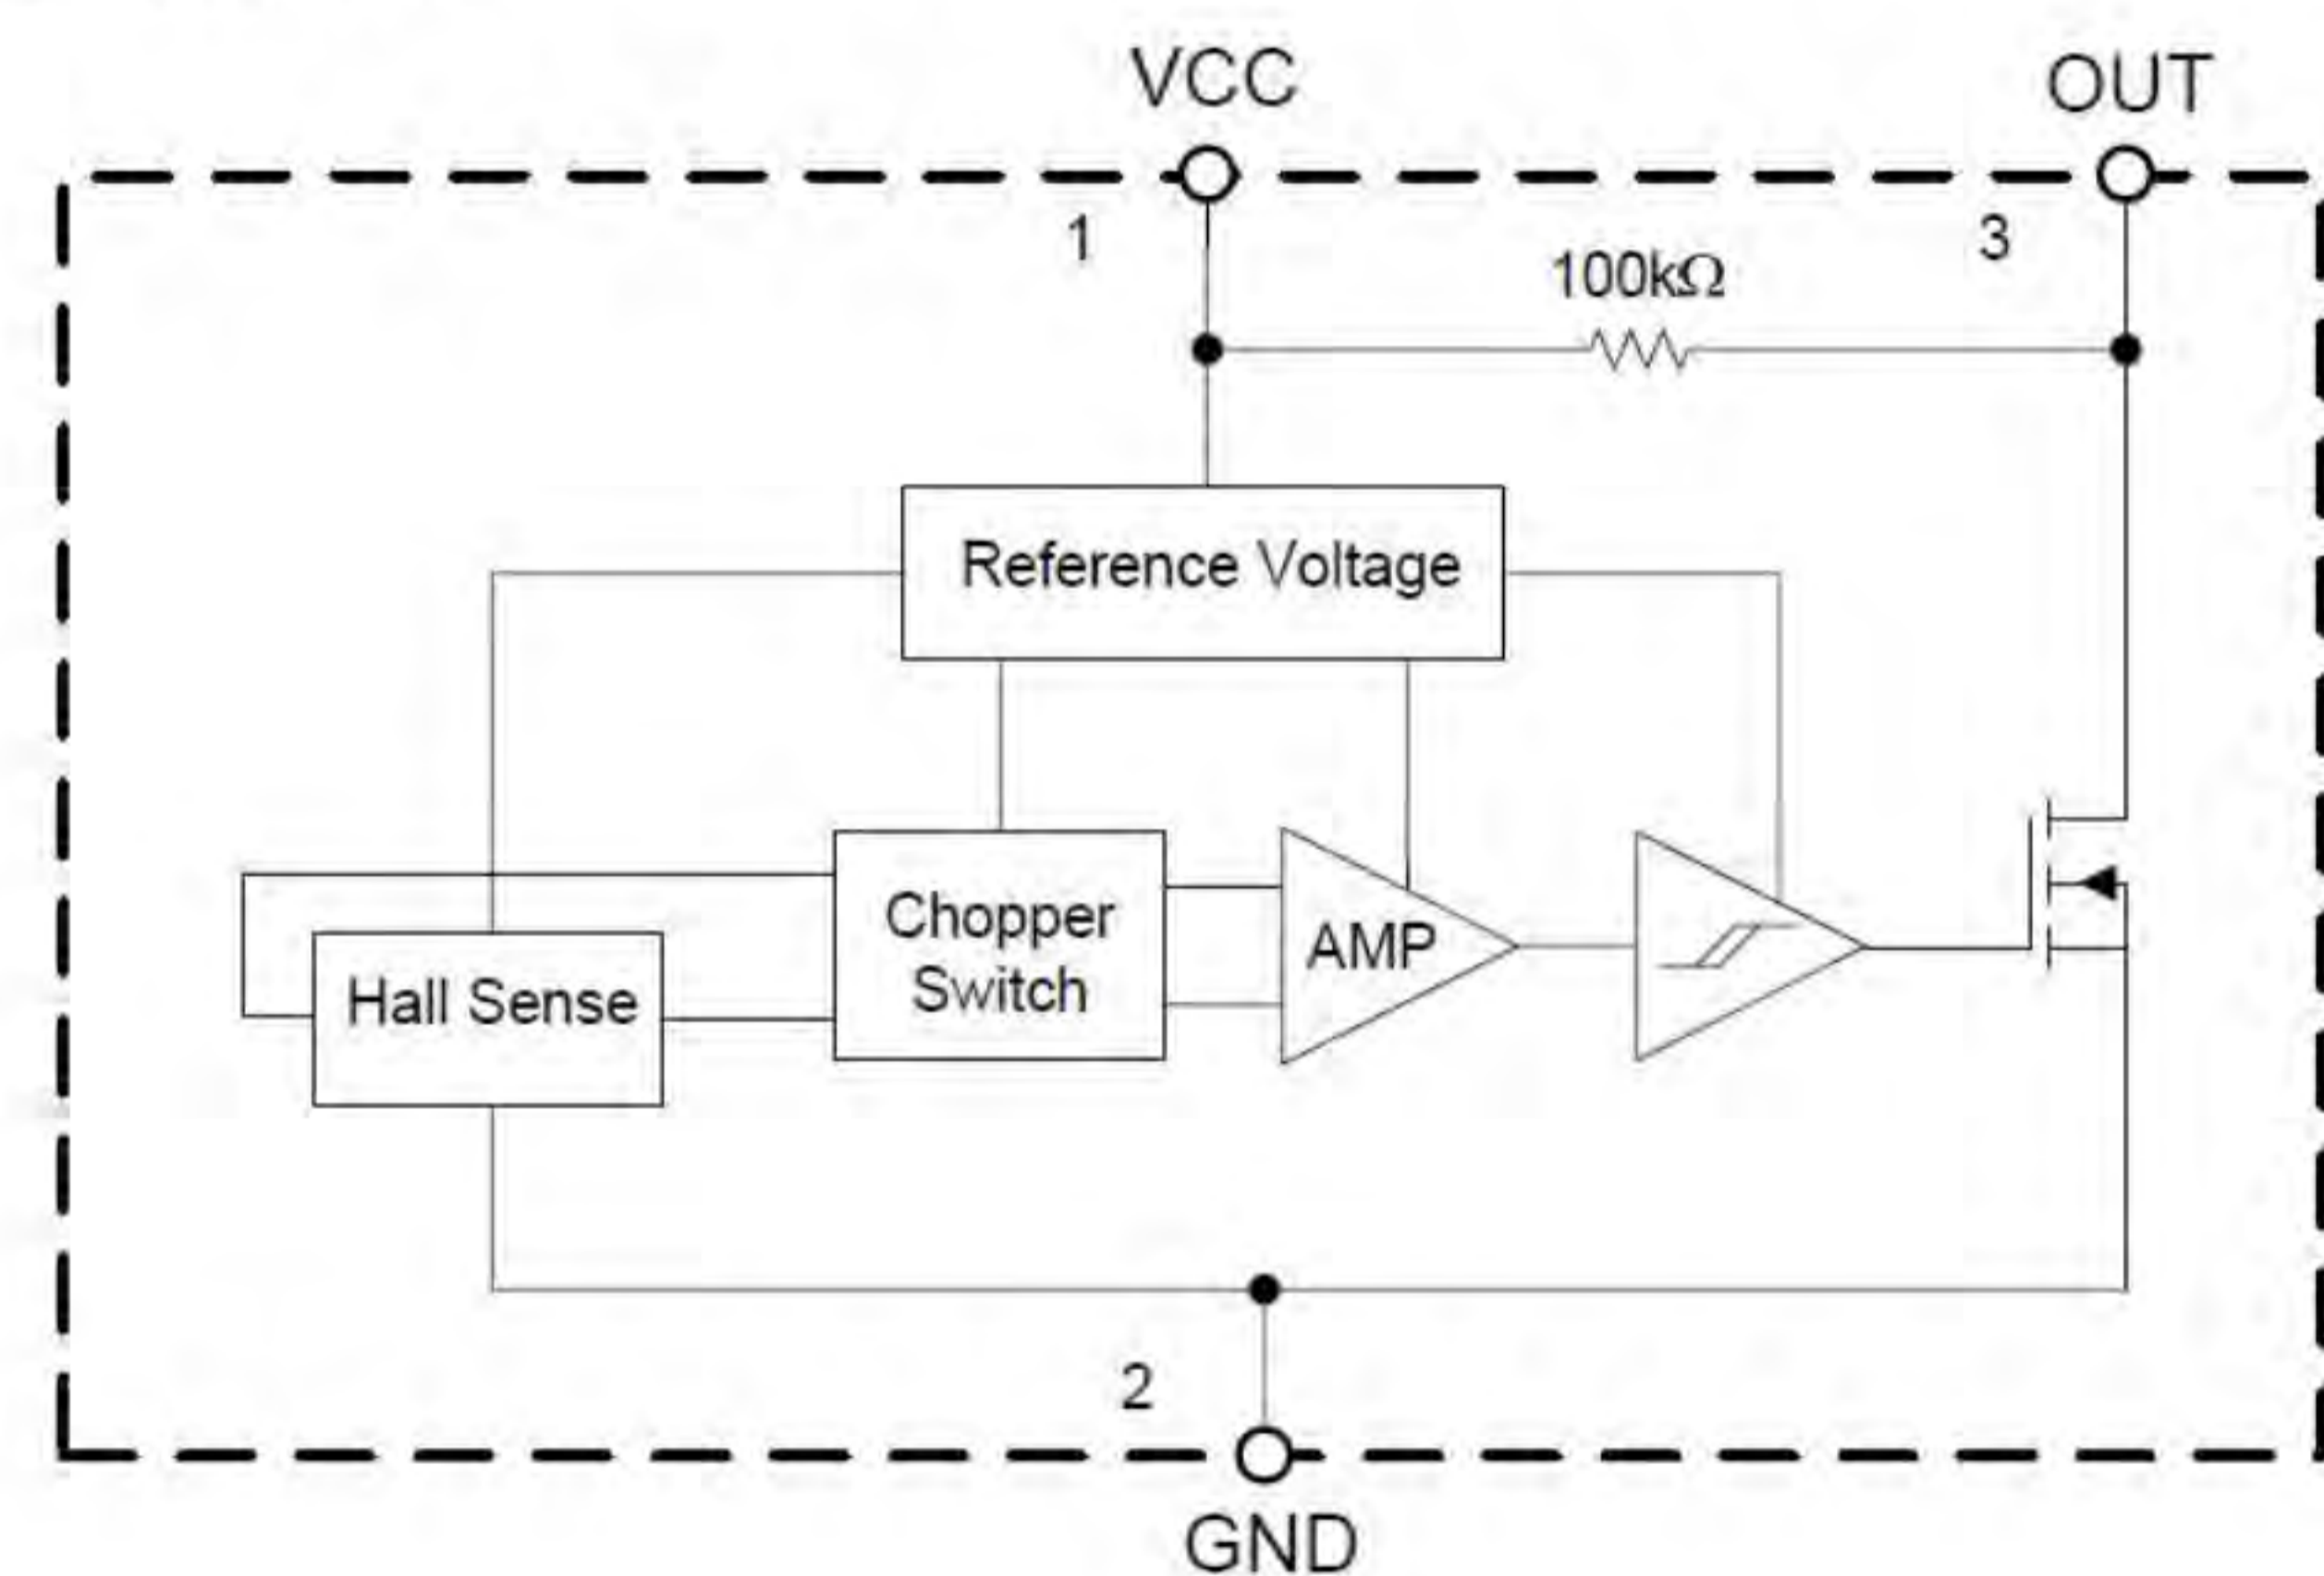 VCC
OUT
1
3
100kΩ
Reference Voltage
Chopper
Switch
AMP
Hall Sense
2
GND